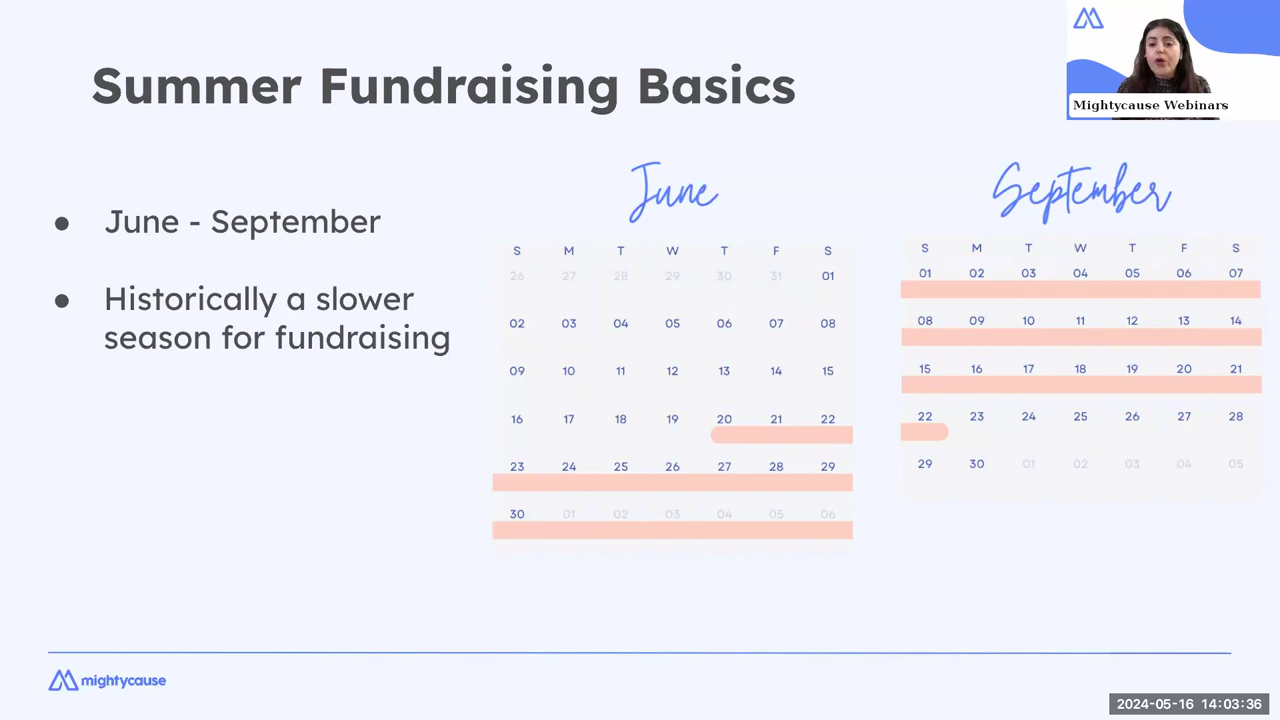 Summer Fundraising Basics
Mightycause Webinars
● June - September
● Historically a slower
season for fundraising
June
S M T W T F S
26 27 28 29 30 31 01
02 03 04 05 06 07 08
09 10 11 12 13 14 15
16 17 18 19 20 21 22
23 24 25 26 27 28 29
30 01 02 03 04 05 06
September
S M T W T F S
01 02 03 04 05 06 07
08 09 10 11 12 13 14
15 16 17 18 19 20 21
22 23 24 25 26 27 28
29 30 01 02 03 04 05
mightycause
2024-05-16 14:03:36